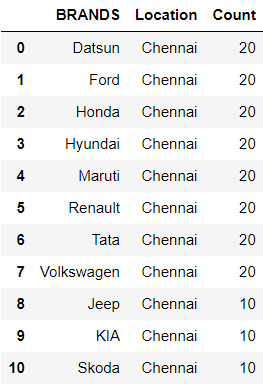 BRANDS Location Count
0 Datsun Chennai 20
1 Ford Chennai 20
2 Honda Chennai 20
3 Hyundai Chennai 20
4 Maruti Chennai 20
5 Renault Chennai 20
6 Tata Chennai 20
7 Volkswagen Chennai 20
8 Jeep Chennai 10
9 KIA Chennai 10
10 Skoda Chennai 10